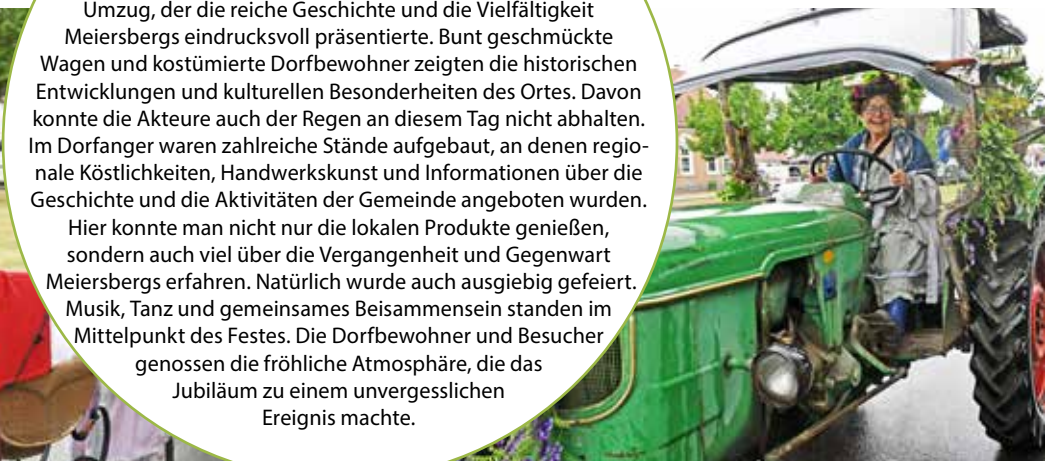 Umzug, der die reiche Geschichte und die Vielfältigkeit
Meiersbergs eindrucksvoll präsentierte. Bunt geschmückte
Wagen und kostümierte Dorfbewohner zeigten die historischen
Entwicklungen und kulturellen Besonderheiten des Ortes. Davon
konnte die Akteure auch der Regen an diesem Tag nicht abhalten.
Im Dorfanger waren zahlreiche Stände aufgebaut, an denen regio-
nale Köstlichkeiten, Handwerkskunst und Informationen über die
Geschichte und die Aktivitäten der Gemeinde angeboten wurden.
Hier konnte man nicht nur die lokalen Produkte genießen,
sondern auch viel über die Vergangenheit und Gegenwart
Meiersbergs erfahren. Natürlich wurde auch ausgiebig gefeiert.
Musik, Tanz und gemeinsames Beisammensein standen im
Mittelpunkt des Festes. Die Dorfbewohner und Besucher
genossen die fröhliche Atmosphäre, die das
Jubiläum zu einem unvergesslichen
Ereignis machte.